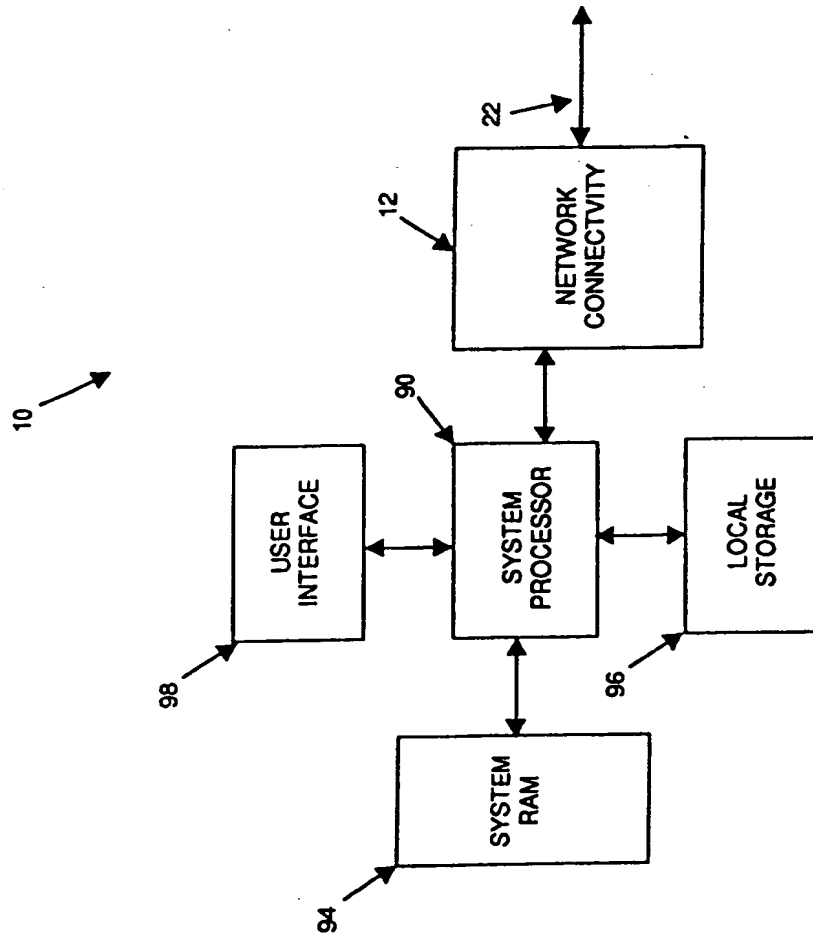 10
98
USER
INTERFACE
94
90
12
SYSTEM
RAM
SYSTEM
PROCESSOR
22
NETWORK
CONNECTVITY
96
LOCAL
STORAGE